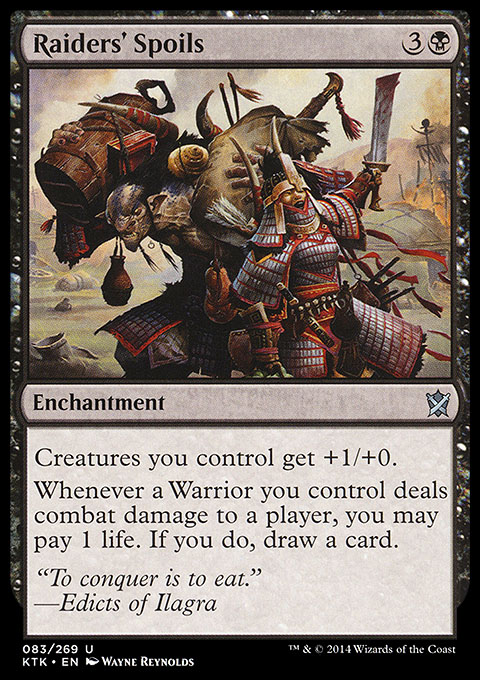 Raiders' Spoils 3
Enchantment
Creatures you control get +1/+0.
Whenever a Warrior you control deals
combat damage to a player, you may
pay 1 life. If you do, draw a card.
"To conquer is to eat."
—Edicts of Ilagra
083/269 U
KTK • EN Wayne Reynolds
™ & © 2014 Wizards of the Coast